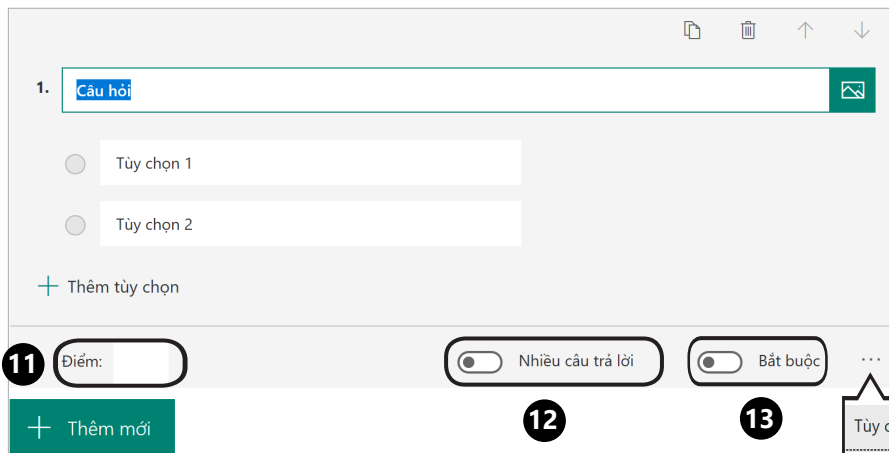 1. Câu hỏi
Tùy chọn 1
Tùy chọn 2
Thêm tùy chọn
11 Điểm: Nhiều câu trả lời Bắt buộc ...
12 13
Thêm mới
Tùy